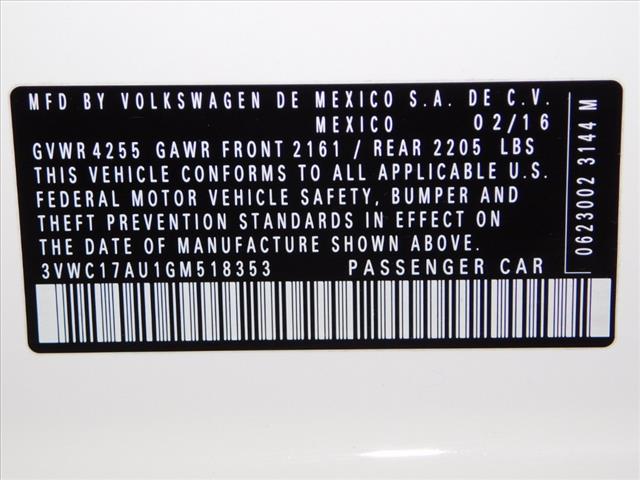 MFD BY VOLKSWAGEN DE MEXICO S.A. DE C.V.
MEXICO 02/16
GVWR 4255 GAWR FRONT 2161 / REAR 2205 LBS
THIS VEHICLE CONFORMS TO ALL APPLICABLE U.S.
FEDERAL MOTOR VEHICLE SAFETY, BUMPER AND
THEFT PREVENTION STANDARDS IN EFFECT ON
THE DATE OF MANUFACTURE SHOWN ABOVE.
3VWC17AU1GM518353 PASSENGER CAR
0623002 3144 M